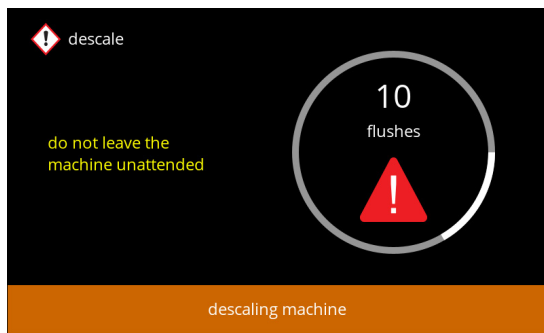 descale
do not leave the
machine unattended
10
flushes
descaling machine